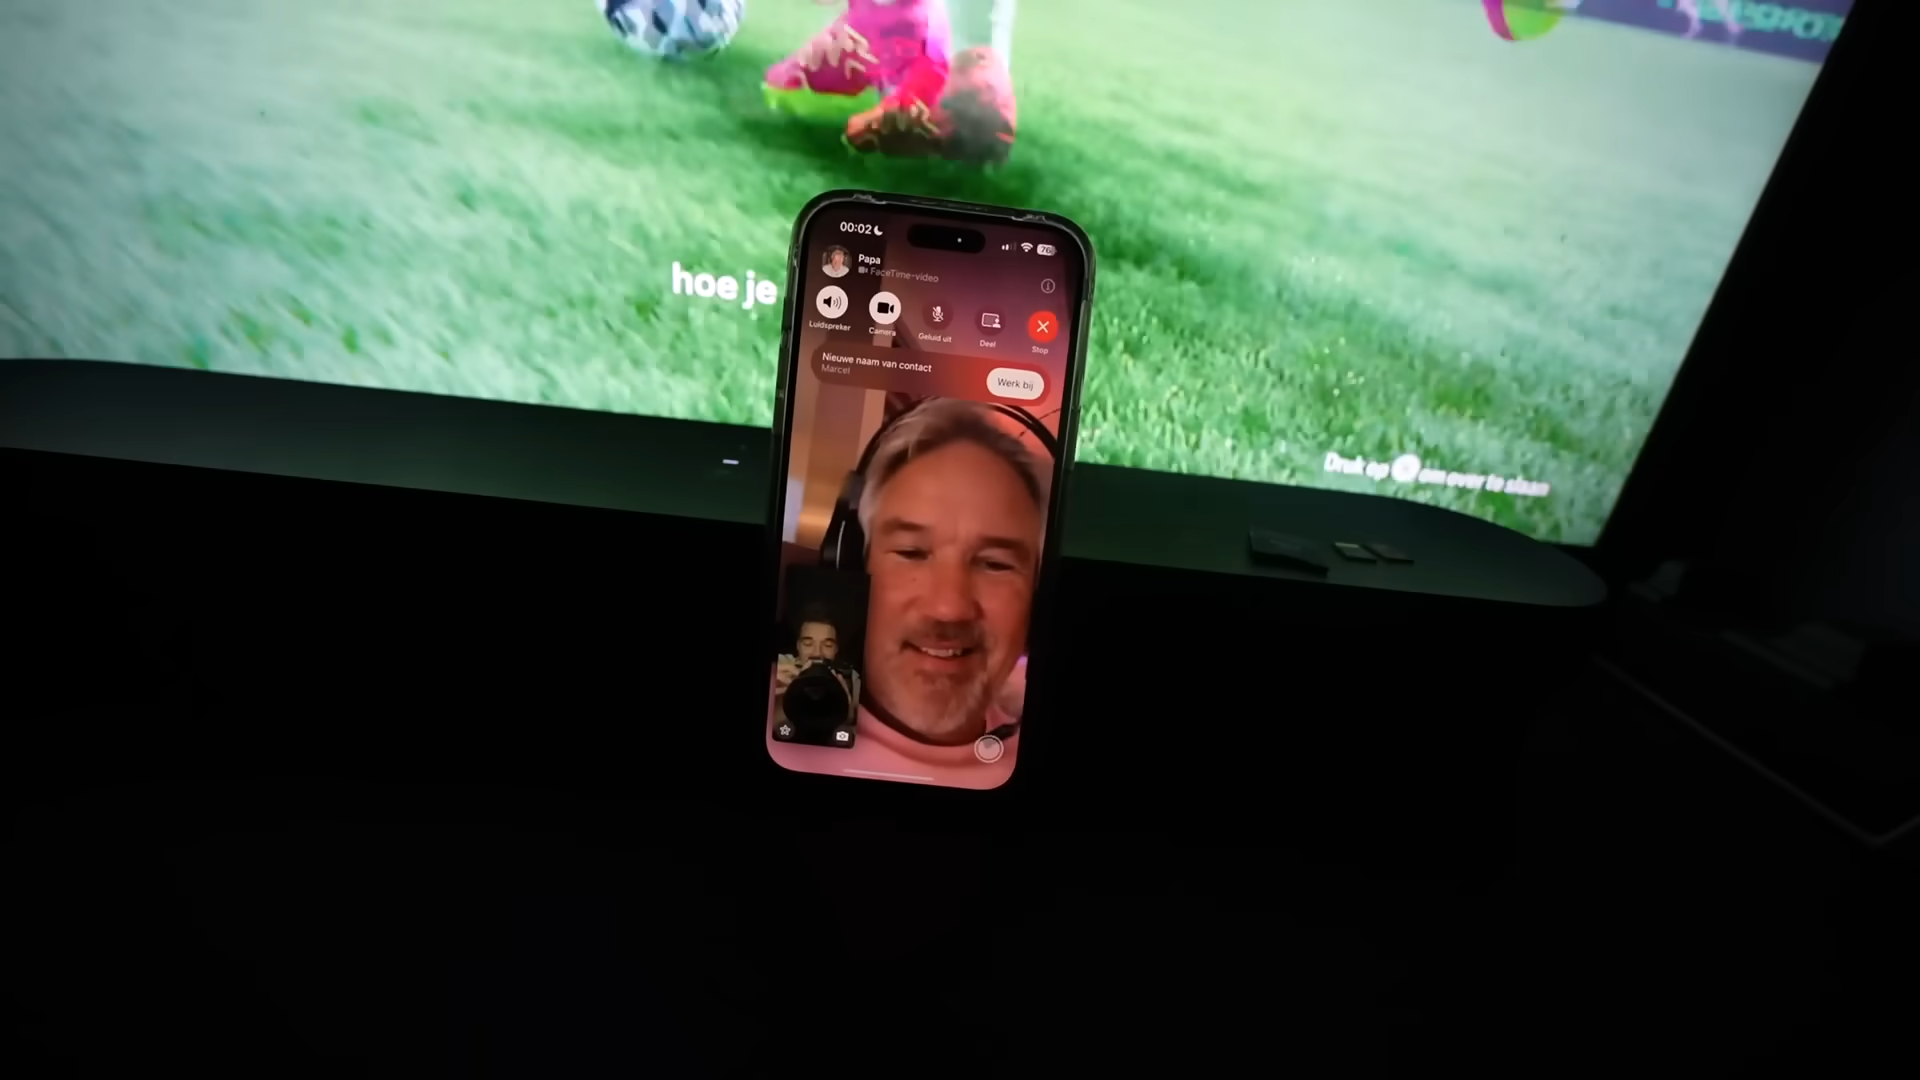 00:02
76
Papa
FaceTime-video
Luidspreker
Camera
Geluid uit
Deel
Stop
Nieuwe naam van contact
Marcel
Werk bij
hoe je
Druk op om over te slaan